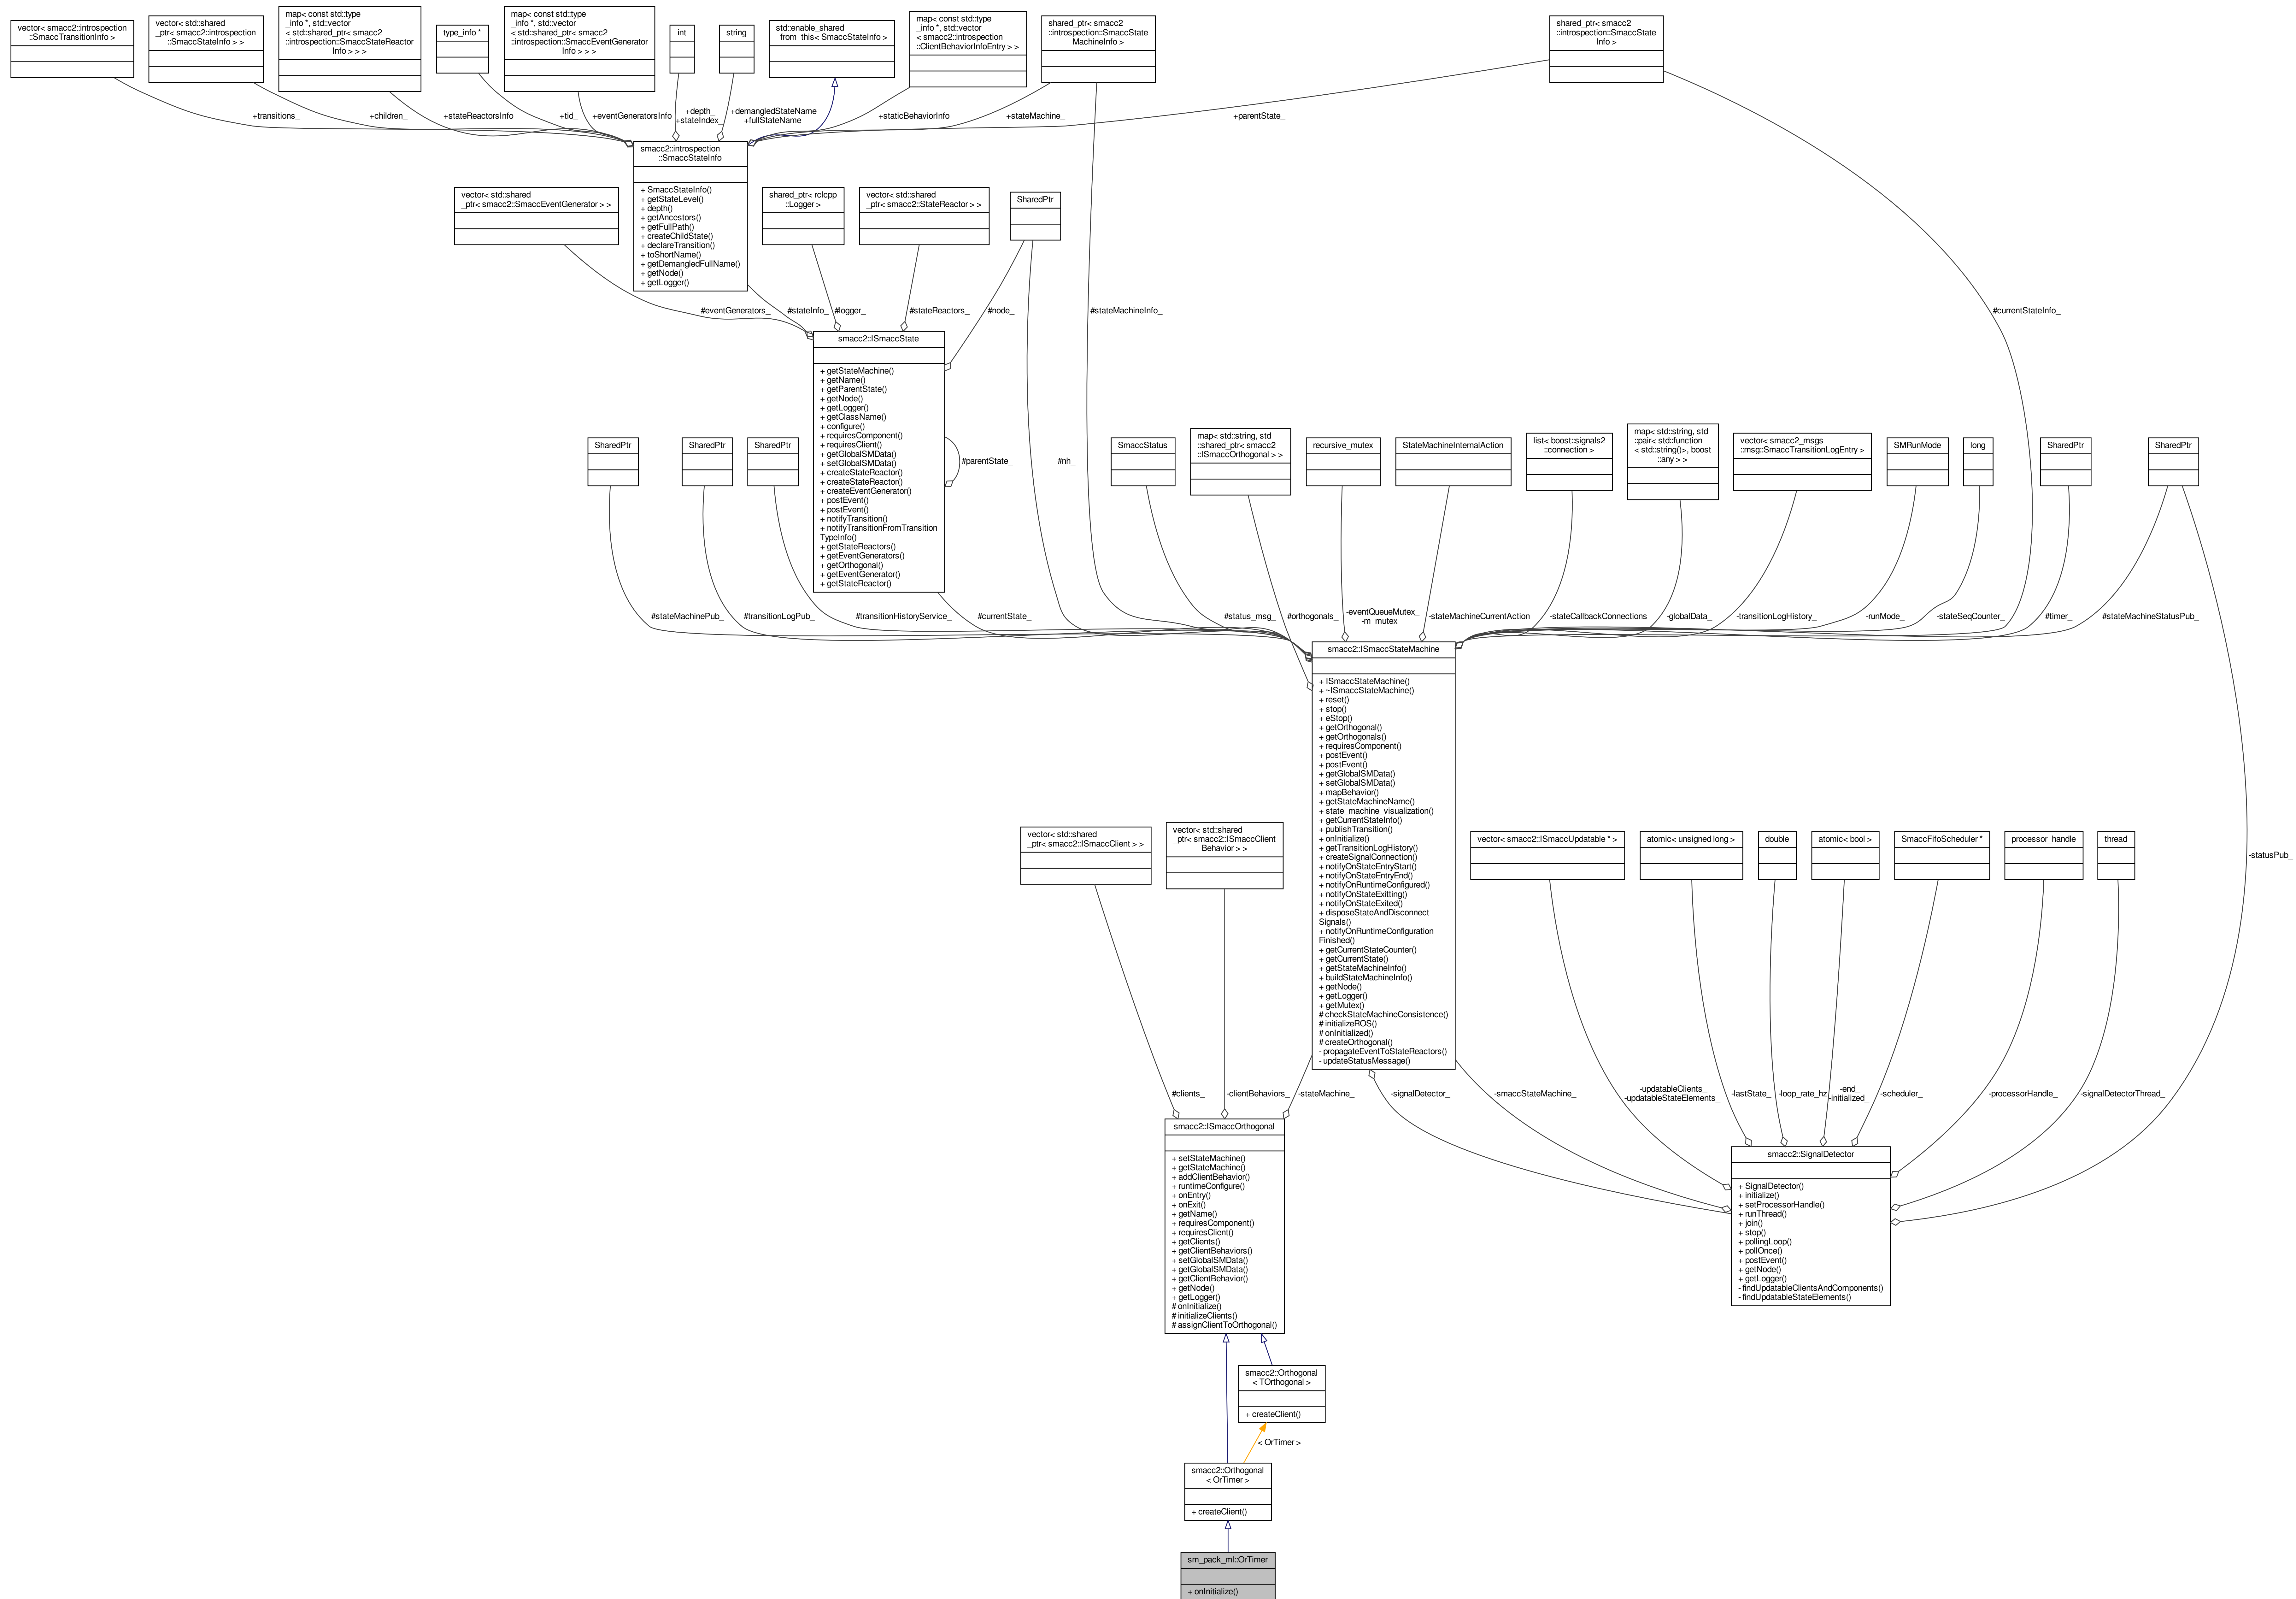 vector< smacc2::introspection
::SmaccTransitionInfo >
vector< std::shared
_ptr< smacc2::introspection
::SmaccStateInfo > >
map< const std::type
_info *, std::vector
< std::shared_ptr< smacc2
::introspection::SmaccStateReactor
Info > > >
type_info *
map< const std::type
_info *, std::vector
< std::shared_ptr< smacc2
::introspection::SmaccEventGenerator
Info > > >
int
string
std::enable_shared
_from_this< SmaccStateInfo >
map< const std::type
_info *, std::vector
< smacc2::introspection
::ClientBehaviorInfoEntry > >
shared_ptr< smacc2
::introspection::SmaccState
MachineInfo >
shared_ptr< smacc2
::introspection::SmaccState
Info >
+transitions_
+children_
+stateReactorsInfo
+tid_
+eventGeneratorsInfo
+depth_
+stateIndex_
+demangledStateName
+fullStateName
+staticBehaviorInfo
+stateMachine_
+parentState_
smacc2::introspection
::SmaccStateInfo
+ SmaccStateInfo()
+ getStateLevel()
+ depth()
+ getAncestors()
+ getFullPath()
+ createChildState()
+ declareTransition()
+ toShortName()
+ getDemangledFullName()
+ getNode()
+ getLogger()
vector< std::shared
_ptr< smacc2::SmaccEventGenerator > >
shared_ptr< rclcpp
::Logger >
vector< std::shared
_ptr< smacc2::StateReactor > >
SharedPtr
#eventGenerators_
#stateInfo_
#logger_
#stateReactors_
#node_
#stateMachineInfo_
#currentStateInfo_
smacc2::ISmaccState
+ getStateMachine()
+ getName()
+ getParentState()
+ getNode()
+ getLogger()
+ getClassName()
+ configure()
+ requiresComponent()
+ requiresClient()
+ getGlobalSMData()
+ setGlobalSMData()
+ createStateReactor()
+ createStateReactor()
+ createEventGenerator()
+ postEvent()
+ postEvent()
+ notifyTransition()
+ notifyTransitionFromTransition
TypeInfo()
+ getStateReactors()
+ getEventGenerators()
+ getOrthogonal()
+ getEventGenerator()
+ getStateReactor()
#parentState_
#nh_
SharedPtr
SharedPtr
SharedPtr
SmaccStatus
map< std::string, std
::shared_ptr< smacc2
::ISmaccOrthogonal > >
recursive_mutex
StateMachineInternalAction
list< boost::signals2
::connection >
map< std::string, std
::pair< std::function
< std::string()>, boost
::any > >
vector< smacc2_msgs
::msg::SmaccTransitionLogEntry >
SMRunMode
long
SharedPtr
SharedPtr
#stateMachinePub_
#transitionLogPub_
#transitionHistoryService_
#currentState_
#status_msg_
#orthogonals_
-eventQueueMutex_
-m_mutex_
-stateMachineCurrentAction
-stateCallbackConnections
-globalData_
-transitionLogHistory_
-runMode_
-stateSeqCounter_
#timer_
#stateMachineStatusPub_
smacc2::ISmaccStateMachine
+ ISmaccStateMachine()
+ ~ISmaccStateMachine()
+ reset()
+ stop()
+ eStop()
+ getOrthogonal()
+ getOrthogonals()
+ requiresComponent()
+ postEvent()
+ postEvent()
+ getGlobalSMData()
+ setGlobalSMData()
+ mapBehavior()
+ getStateMachineName()
+ state_machine_visualization()
+ getCurrentStateInfo()
+ publishTransition()
+ onInitialize()
+ getTransitionLogHistory()
+ createSignalConnection()
+ notifyOnStateEntryStart()
+ notifyOnStateEntryEnd()
+ notifyOnRuntimeConfigured()
+ notifyOnStateExitting()
+ notifyOnStateExited()
+ disposeStateAndDisconnect
Signals()
+ notifyOnRuntimeConfiguration
Finished()
+ getCurrentStateCounter()
+ getCurrentState()
+ getStateMachineInfo()
+ buildStateMachineInfo()
+ getNode()
+ getLogger()
+ getMutex()
# checkStateMachineConsistence()
# initializeROS()
# onInitialized()
# createOrthogonal()
- propagateEventToStateReactors()
- updateStatusMessage()
vector< std::shared
_ptr< smacc2::ISmaccClient > >
vector< std::shared
_ptr< smacc2::ISmaccClient
Behavior > >
vector< smacc2::ISmaccUpdatable * >
atomic< unsigned long >
double
atomic< bool >
SmaccFifoScheduler *
processor_handle
thread
-statusPub_
#clients_
-clientBehaviors_
-stateMachine_
-signalDetector_
-smaccStateMachine_
-updatableClients_
-updatableStateElements_
-lastState_
-loop_rate_hz
-end_
-initialized_
-scheduler_
-processorHandle_
-signalDetectorThread_
smacc2::ISmaccOrthogonal
+ setStateMachine()
+ getStateMachine()
+ addClientBehavior()
+ runtimeConfigure()
+ onEntry()
+ onExit()
+ getName()
+ requiresComponent()
+ requiresClient()
+ getClients()
+ getClientBehaviors()
+ setGlobalSMData()
+ getGlobalSMData()
+ getClientBehavior()
+ getNode()
+ getLogger()
# onInitialize()
# initializeClients()
# assignClientToOrthogonal()
smacc2::SignalDetector
+ SignalDetector()
+ initialize()
+ setProcessorHandle()
+ runThread()
+ join()
+ stop()
+ pollingLoop()
+ pollOnce()
+ postEvent()
+ getNode()
+ getLogger()
- findUpdatableClientsAndComponents()
- findUpdatableStateElements()
smacc2::Orthogonal
< TOrthogonal >
+ createClient()
< OrTimer >
smacc2::Orthogonal
< OrTimer >
+ createClient()
sm_pack_ml::OrTimer
+ onInitialize()